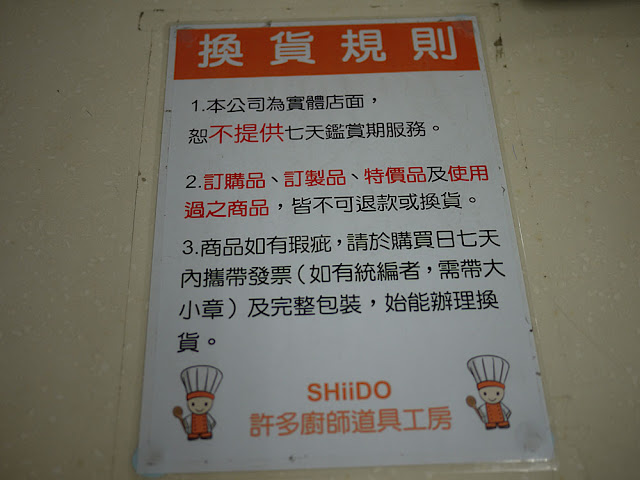 換貨規則
1.本公司為實體店面，
恕不提供七天鑑賞期服務。
2.訂購品、訂製品、特價品及使用
過之商品，皆不可退款或換貨。
3.商品如有瑕疵，請於購買日七天
內攜帶發票（如有統編者，需帶大
小章）及完整包裝，始能辦理換
貨。
SHiiDO
許多廚師道具工房